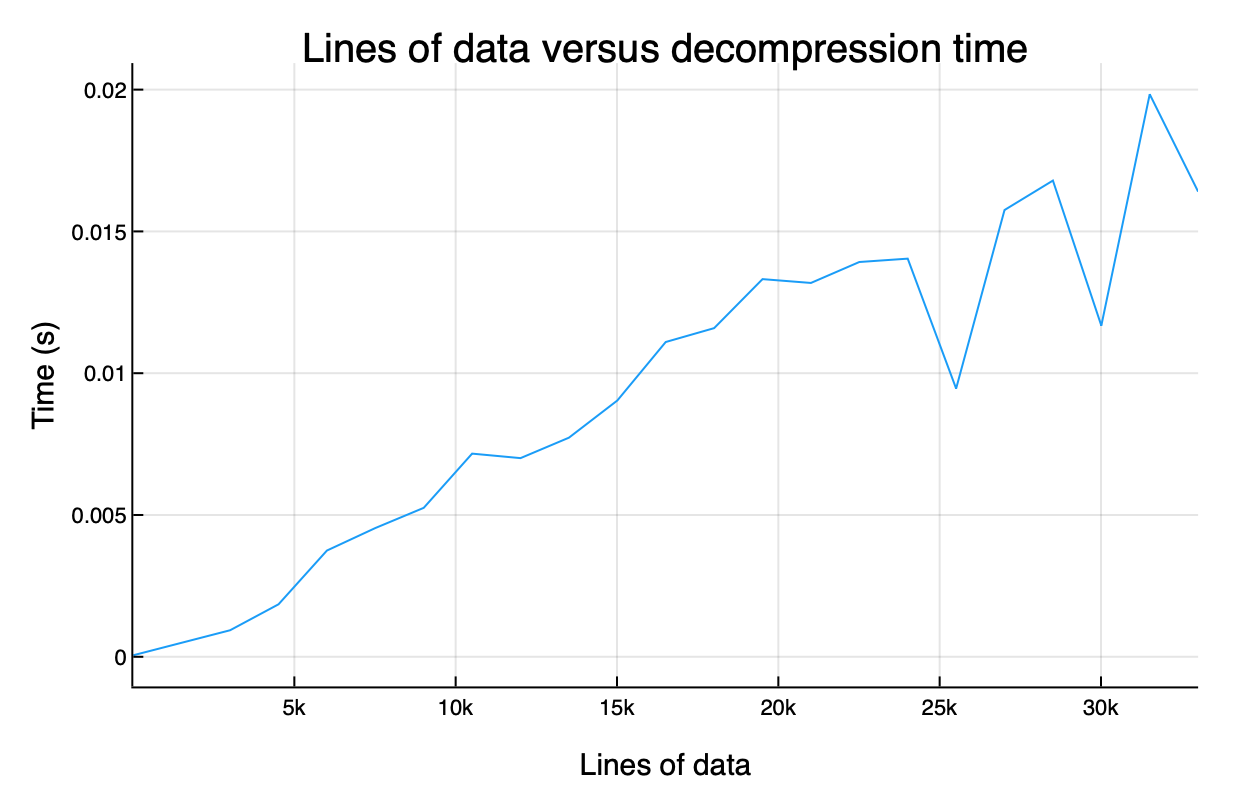 Lines of data versus decompression time
0.02
0.015
0.01
0.005
0
Time (s)
5k 10k 15k 20k 25k 30k
Lines of data